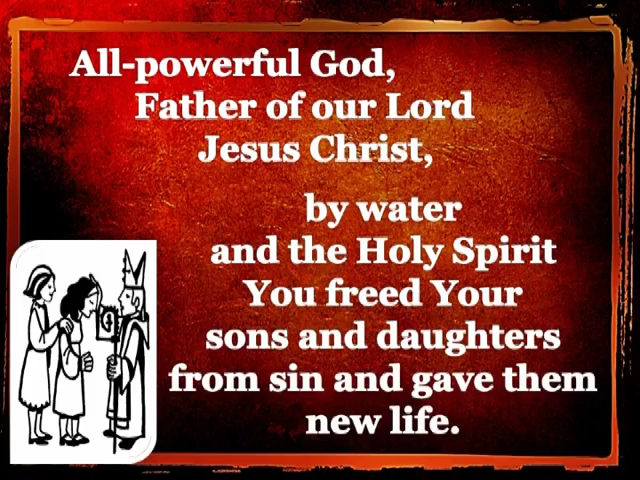 All-powerful God,
Father of our Lord
Jesus Christ,
by water
and the Holy Spirit
You freed Your
sons and daughters
from sin and gave them
new life.